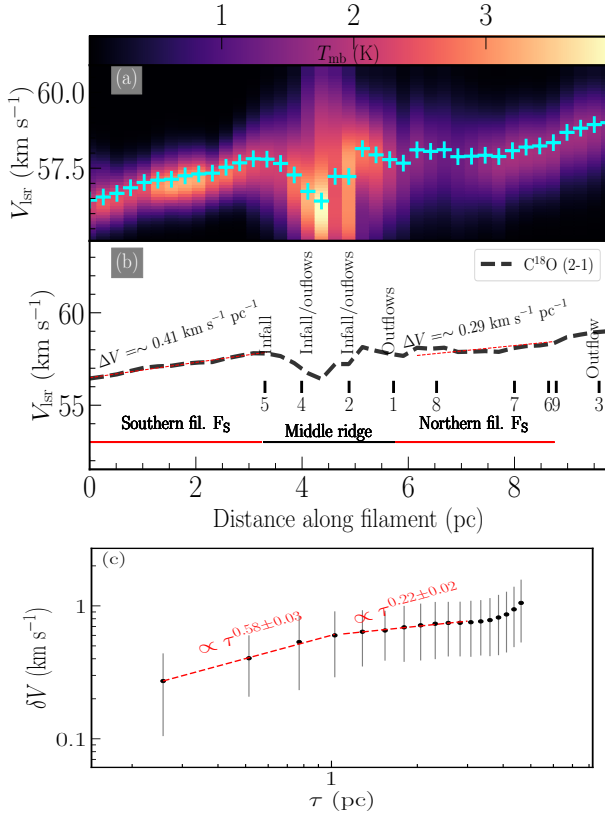 1 2 3
T_mb (K)
(a)
60.0
57.5
V_lsr (km s⁻¹)
(b)
C¹⁸O (2-1)
ΔV =~ 0.41 km s⁻¹ pc⁻¹
Infall
Infall/outflows
Infall/outflows
Outflows
ΔV =~ 0.29 km s⁻¹ pc⁻¹
Outflow
60
55
V_lsr (km s⁻¹)
5 4 2 1 8 7 6 9 3
Southern fil. F_S Middle ridge Northern fil. F_S
0 2 4 6 8
Distance along filament (pc)
(c)
∝ τ^0.58±0.03
∝ τ^0.22±0.02
1
0.1
δV (km s⁻¹)
1
τ (pc)